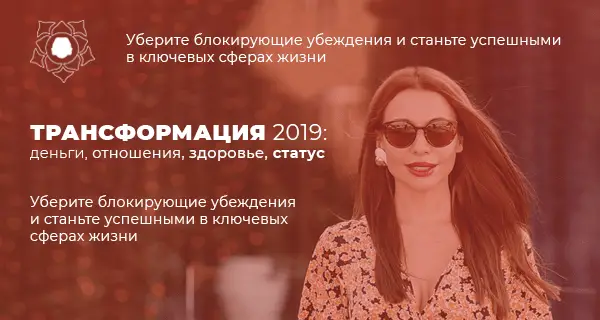 Уберите блокирующие убеждения и станьте успешными
в ключевых сферах жизни
ТРАНСФОРМАЦИЯ 2019:
деньги, отношения, здоровье, статус
Уберите блокирующие убеждения
и станьте успешными в ключевых
сферах жизни